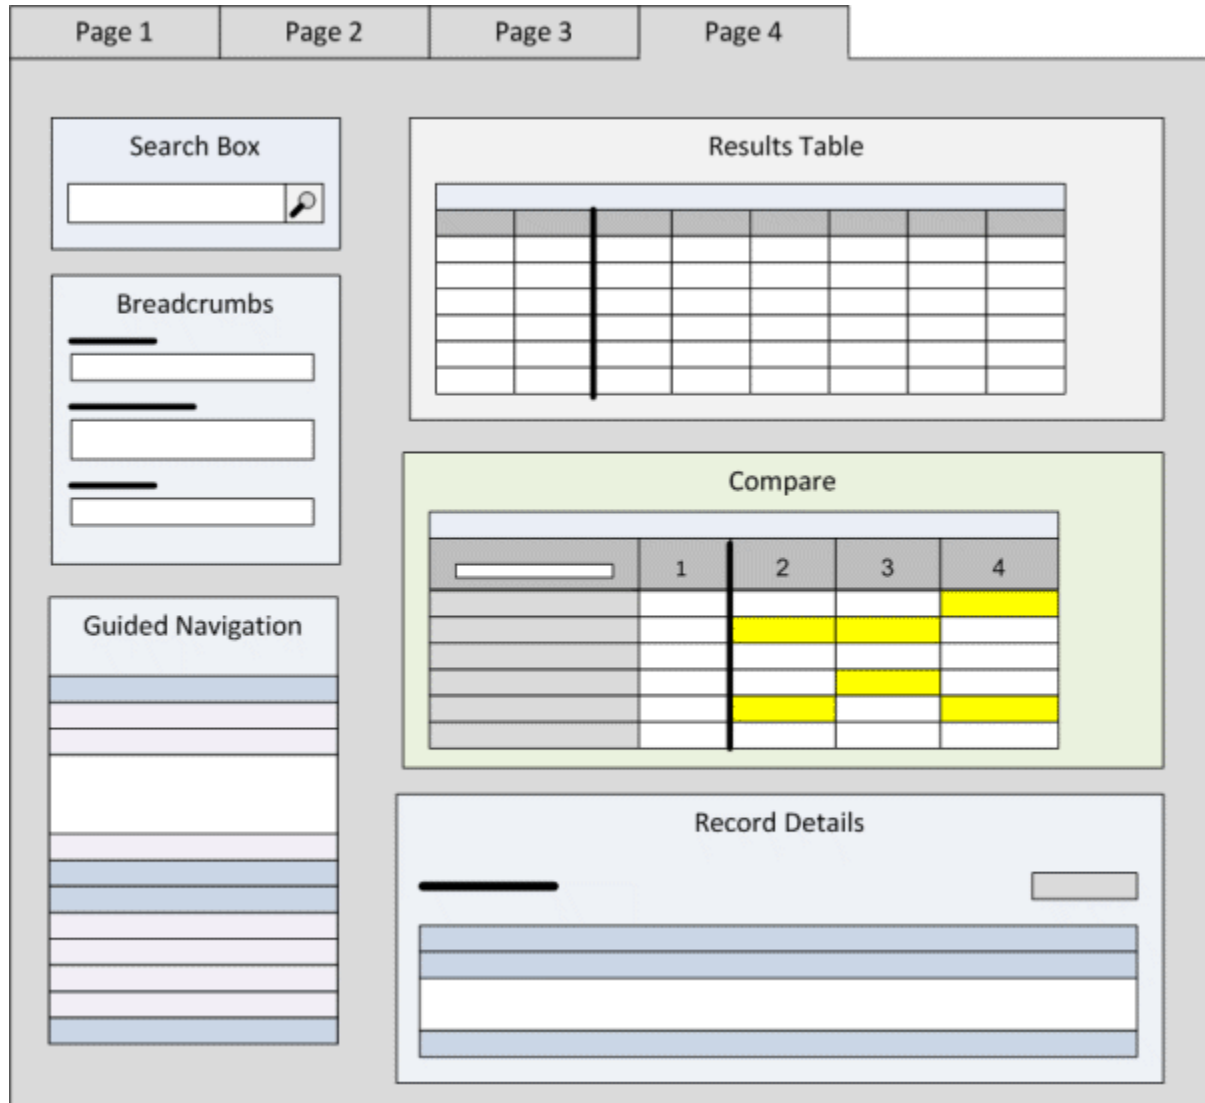 Page 1
Page 2
Page 3
Page 4
Search Box
Breadcrumbs
Guided Navigation
Results Table
Compare
1
2
3
4
Record Details